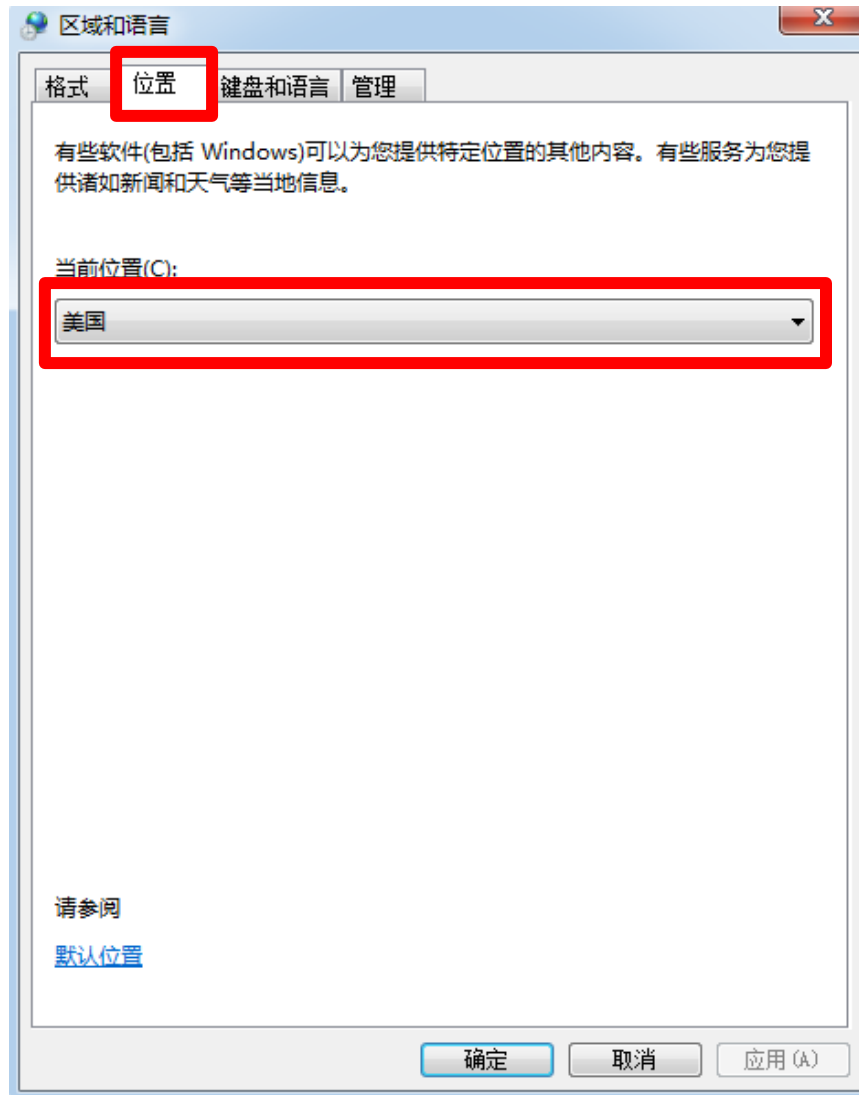 区域和语言
格式 位置 键盘和语言 管理
有些软件(包括 Windows)可以为您提供特定位置的其他内容。有些服务为您提
供诸如新闻和天气等当地信息。
当前位置(C):
美国
请参阅
默认位置
确定 取消 应用(A)